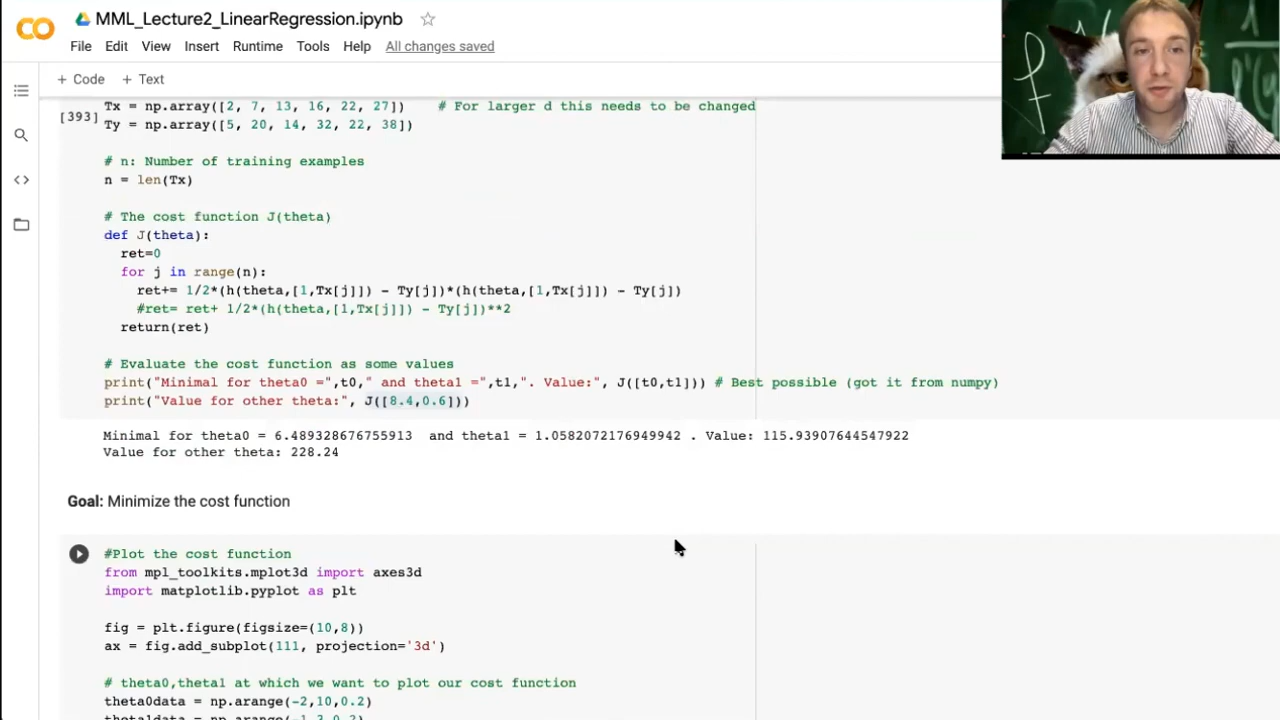 MML_Lecture2_LinearRegression.ipynb
File Edit View Insert Runtime Tools Help All changes saved
+ Code + Text
[393]
Tx = np.array([2, 7, 13, 16, 22, 27]) # For larger d this needs to be changed
Ty = np.array([5, 20, 14, 32, 22, 38])
# n: Number of training examples
n = len(Tx)
# The cost function J(theta)
def J(theta):
ret=0
for j in range(n):
ret+= 1/2*(h(theta,[1,Tx[j]]) - Ty[j])*(h(theta,[1,Tx[j]]) - Ty[j])
#ret= ret+ 1/2*(h(theta,[1,Tx[j]]) - Ty[j])**2
return(ret)
# Evaluate the cost function as some values
print("Minimal for theta0 =",t0," and theta1 =",t1,". Value:", J([t0,t1])) # Best possible (got it from numpy)
print("Value for other theta:", J([8.4,0.6]))
Minimal for theta0 = 6.489328676755913 and theta1 = 1.0582072176949942 . Value: 115.93907644547922
Value for other theta: 228.24
Goal: Minimize the cost function
#Plot the cost function
from mpl_toolkits.mplot3d import axes3d
import matplotlib.pyplot as plt
fig = plt.figure(figsize=(10,8))
ax = fig.add_subplot(111, projection='3d')
# theta0,theta1 at which we want to plot our cost function
theta0data = np.arange(-2,10,0.2)
theta1data = np.arange(-1,3,0.2)